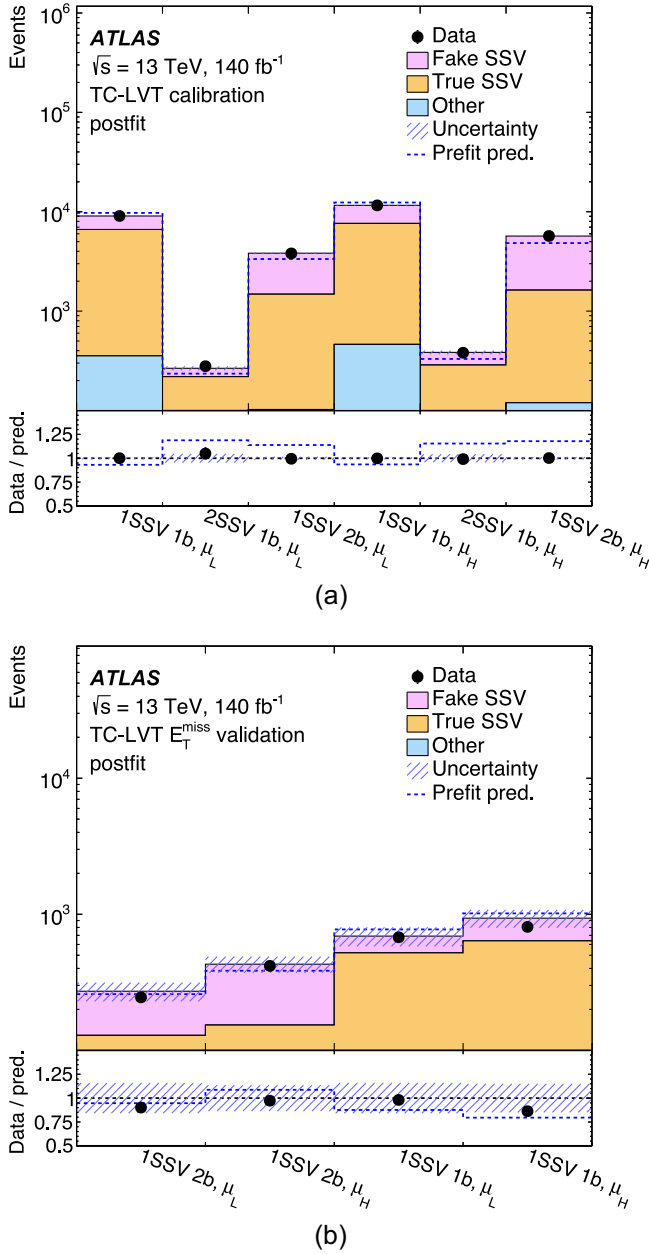 Events
10^6
10^5
10^4
10^3
ATLAS
√s = 13 TeV, 140 fb^-1
TC-LVT calibration
postfit
Data
Fake SSV
True SSV
Other
Uncertainty
Prefit pred.
Data / pred.
1.25
1
0.75
0.5
1SSV 1b, μ_L
2SSV 1b, μ_L
1SSV 2b, μ_L
1SSV 1b, μ_H
2SSV 1b, μ_H
1SSV 2b, μ_H
(a)
Events
10^4
10^3
ATLAS
√s = 13 TeV, 140 fb^-1
TC-LVT E_T^miss validation
postfit
Data
Fake SSV
True SSV
Other
Uncertainty
Prefit pred.
Data / pred.
1.25
1
0.75
0.5
1SSV 2b, μ_L
1SSV 2b, μ_H
1SSV 1b, μ_L
1SSV 1b, μ_H
(b)